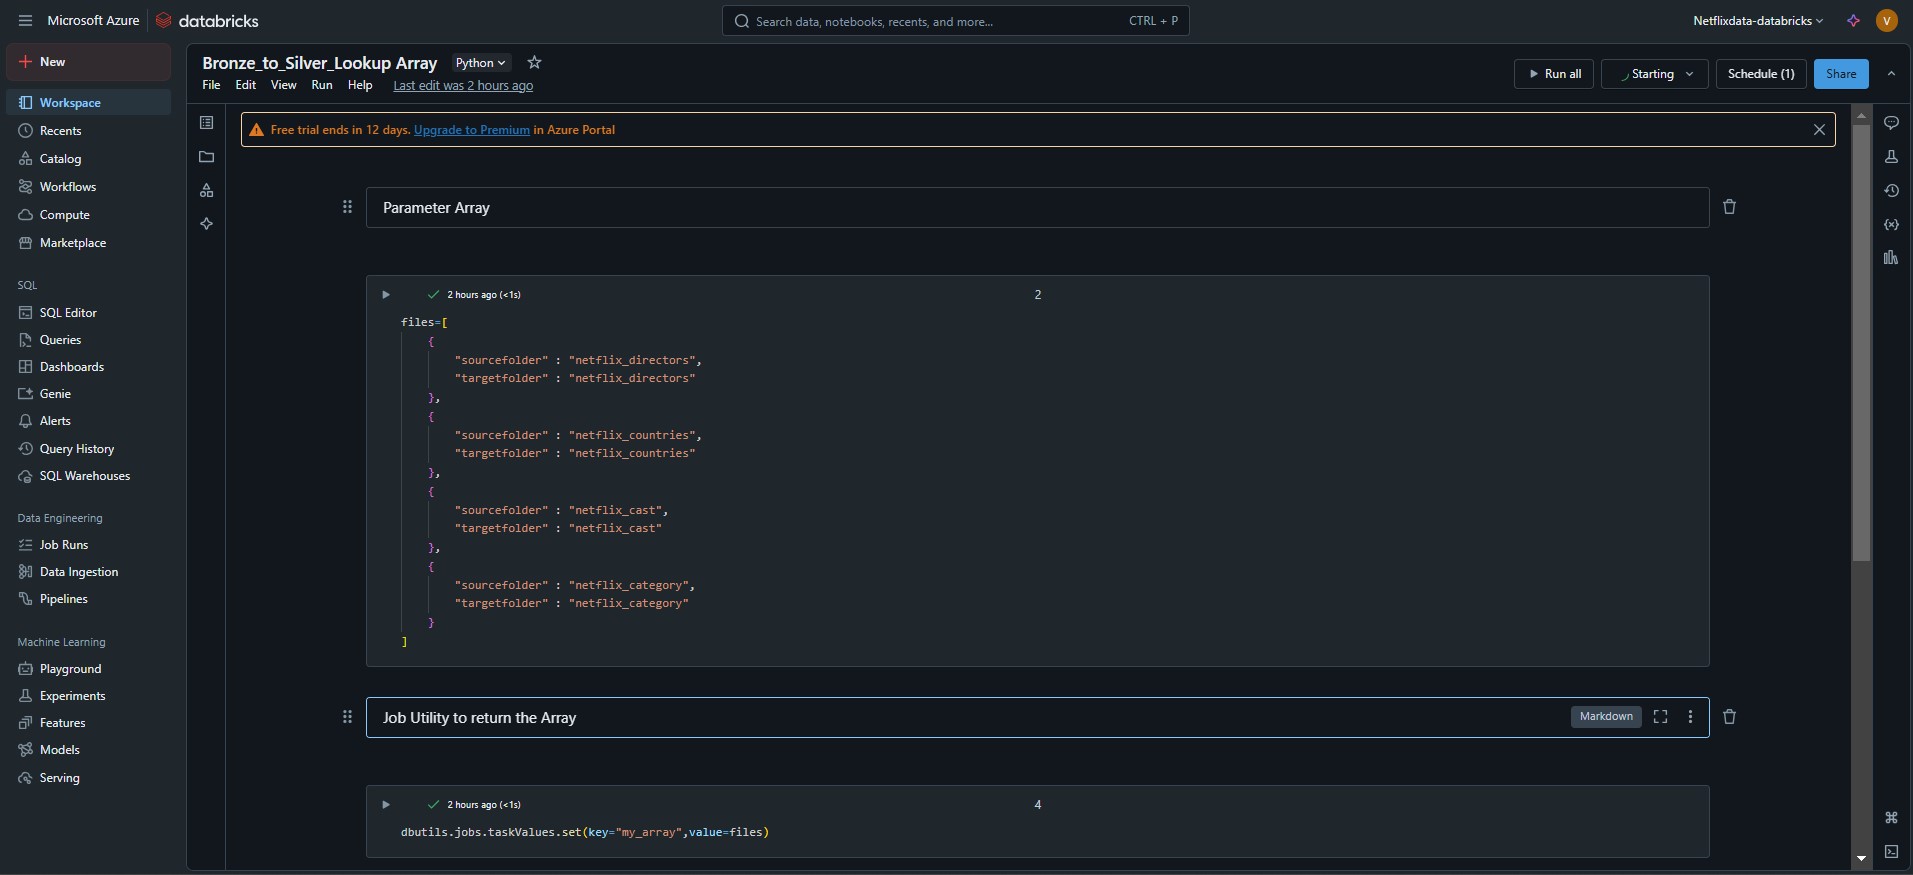 Microsoft Azure databricks
Search data, notebooks, recents, and more... CTRL + P
Netflixdata-databricks V
New
Workspace
Recents
Catalog
Workflows
Compute
Marketplace
SQL
SQL Editor
Queries
Dashboards
Genie
Alerts
Query History
SQL Warehouses
Data Engineering
Job Runs
Data Ingestion
Pipelines
Machine Learning
Playground
Experiments
Features
Models
Serving
Bronze_to_Silver_Lookup Array Python
File Edit View Run Help Last edit was 2 hours ago
Run all Starting Schedule (1) Share
Free trial ends in 12 days. Upgrade to Premium in Azure Portal
Parameter Array
2 hours ago (<1s) 2
files=[
{
"sourcefolder" : "netflix_directors",
"targetfolder" : "netflix_directors"
},
{
"sourcefolder" : "netflix_countries",
"targetfolder" : "netflix_countries"
},
{
"sourcefolder" : "netflix_cast",
"targetfolder" : "netflix_cast"
},
{
"sourcefolder" : "netflix_category",
"targetfolder" : "netflix_category"
}
]
Job Utility to return the Array Markdown
2 hours ago (<1s) 4
dbutils.jobs.taskValues.set(key="my_array",value=files)